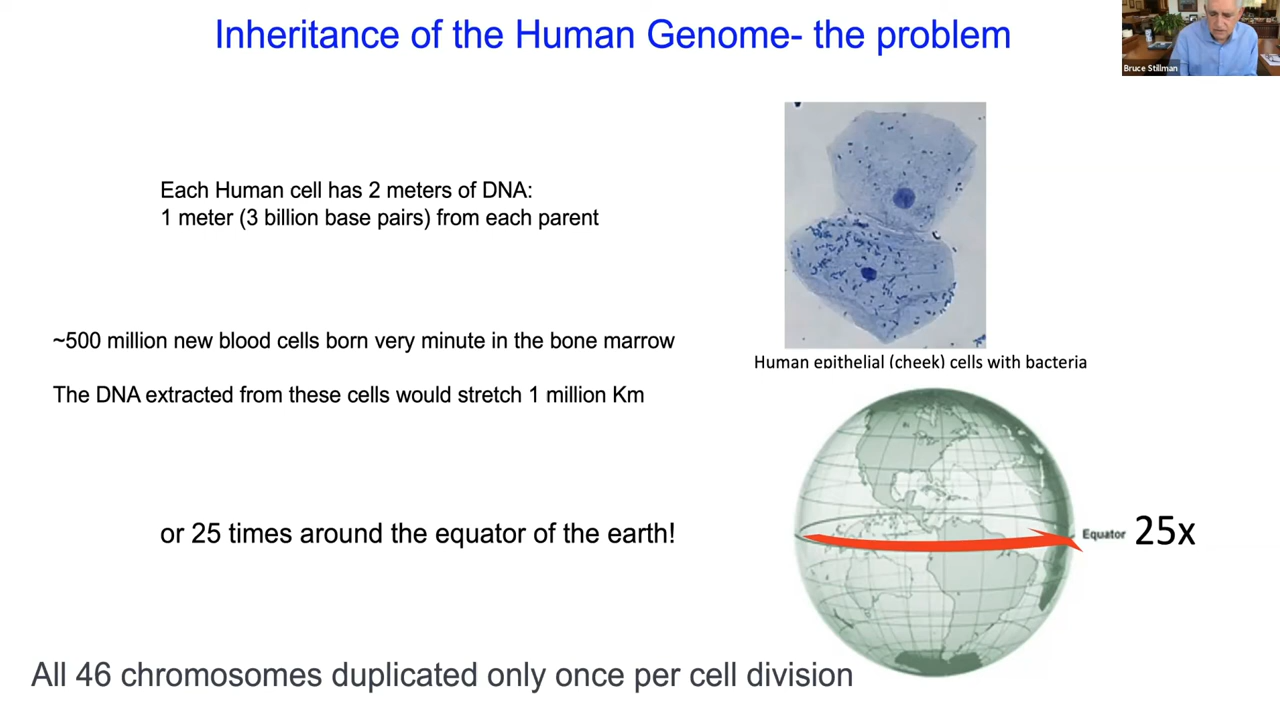 Inheritance of the Human Genome- the problem
Bruce Stillman
Each Human cell has 2 meters of DNA:
1 meter (3 billion base pairs) from each parent
~500 million new blood cells born very minute in the bone marrow
Human epithelial (cheek) cells with bacteria
The DNA extracted from these cells would stretch 1 million Km
or 25 times around the equator of the earth!
Equator 25x
All 46 chromosomes duplicated only once per cell division